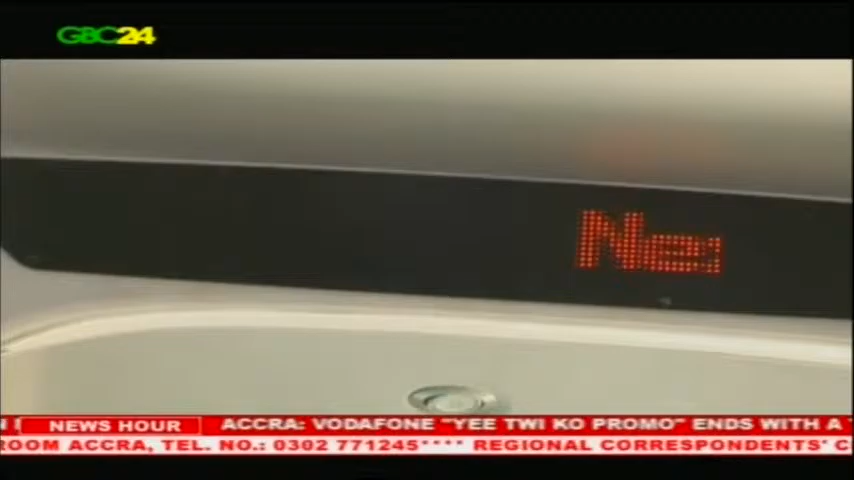 GBC24
Ne
N NEWS HOUR ACCRA: VODAFONE "YEE TWI KO PROMO" ENDS WITH A
ROOM ACCRA, TEL. NO.: 0302 771245**** REGIONAL CORRESPONDENTS' C